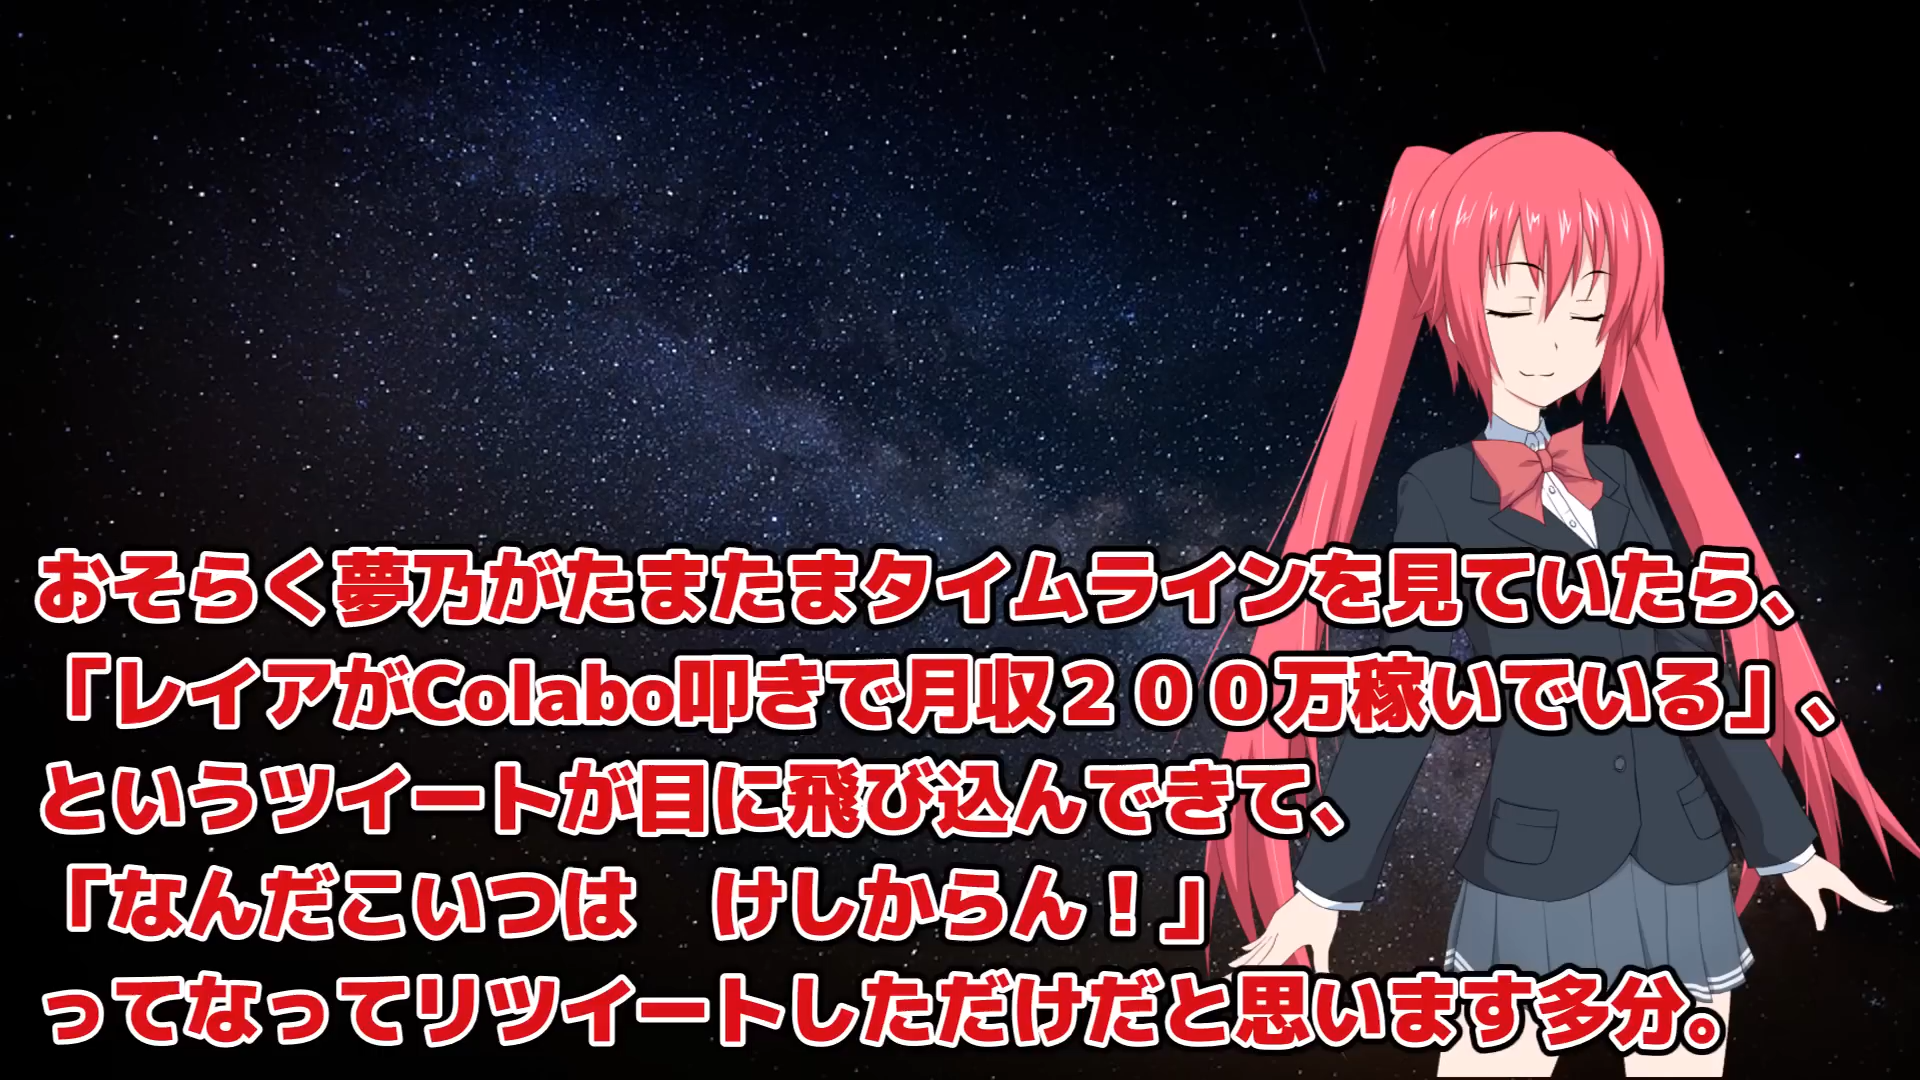 おそらく夢乃がたまたまタイムラインを見ていたら、
「レイアがColabo叩きで月収２００万稼いでいる」、
というツイートが目に飛び込んできて、
「なんだこいつは　けしからん！」
ってなってリツイートしただけだと思います多分。